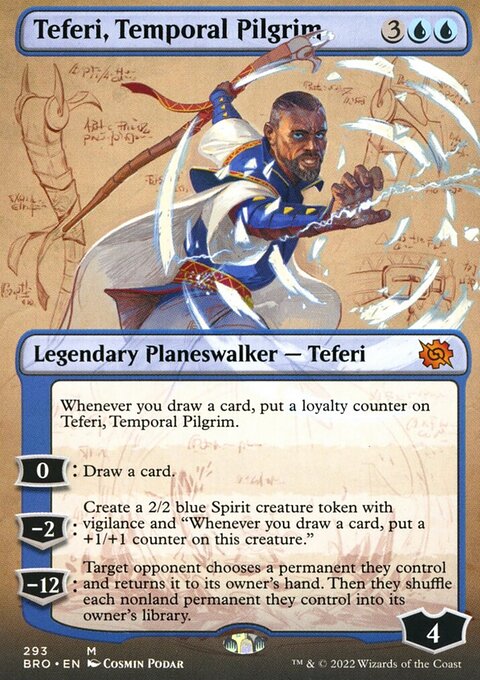 Teferi, Temporal Pilgrim 3
Legendary Planeswalker — Teferi
Whenever you draw a card, put a loyalty counter on
Teferi, Temporal Pilgrim.
0 : Draw a card.
Create a 2/2 blue Spirit creature token with
-2 : vigilance and “Whenever you draw a card, put a
+1/+1 counter on this creature.”
Target opponent chooses a permanent they control
-12 : and returns it to its owner's hand. Then they shuffle
each nonland permanent they control into its
owner's library.
4
293 M
BRO • EN Cosmin Podar
™ & © 2022 Wizards of the Coast